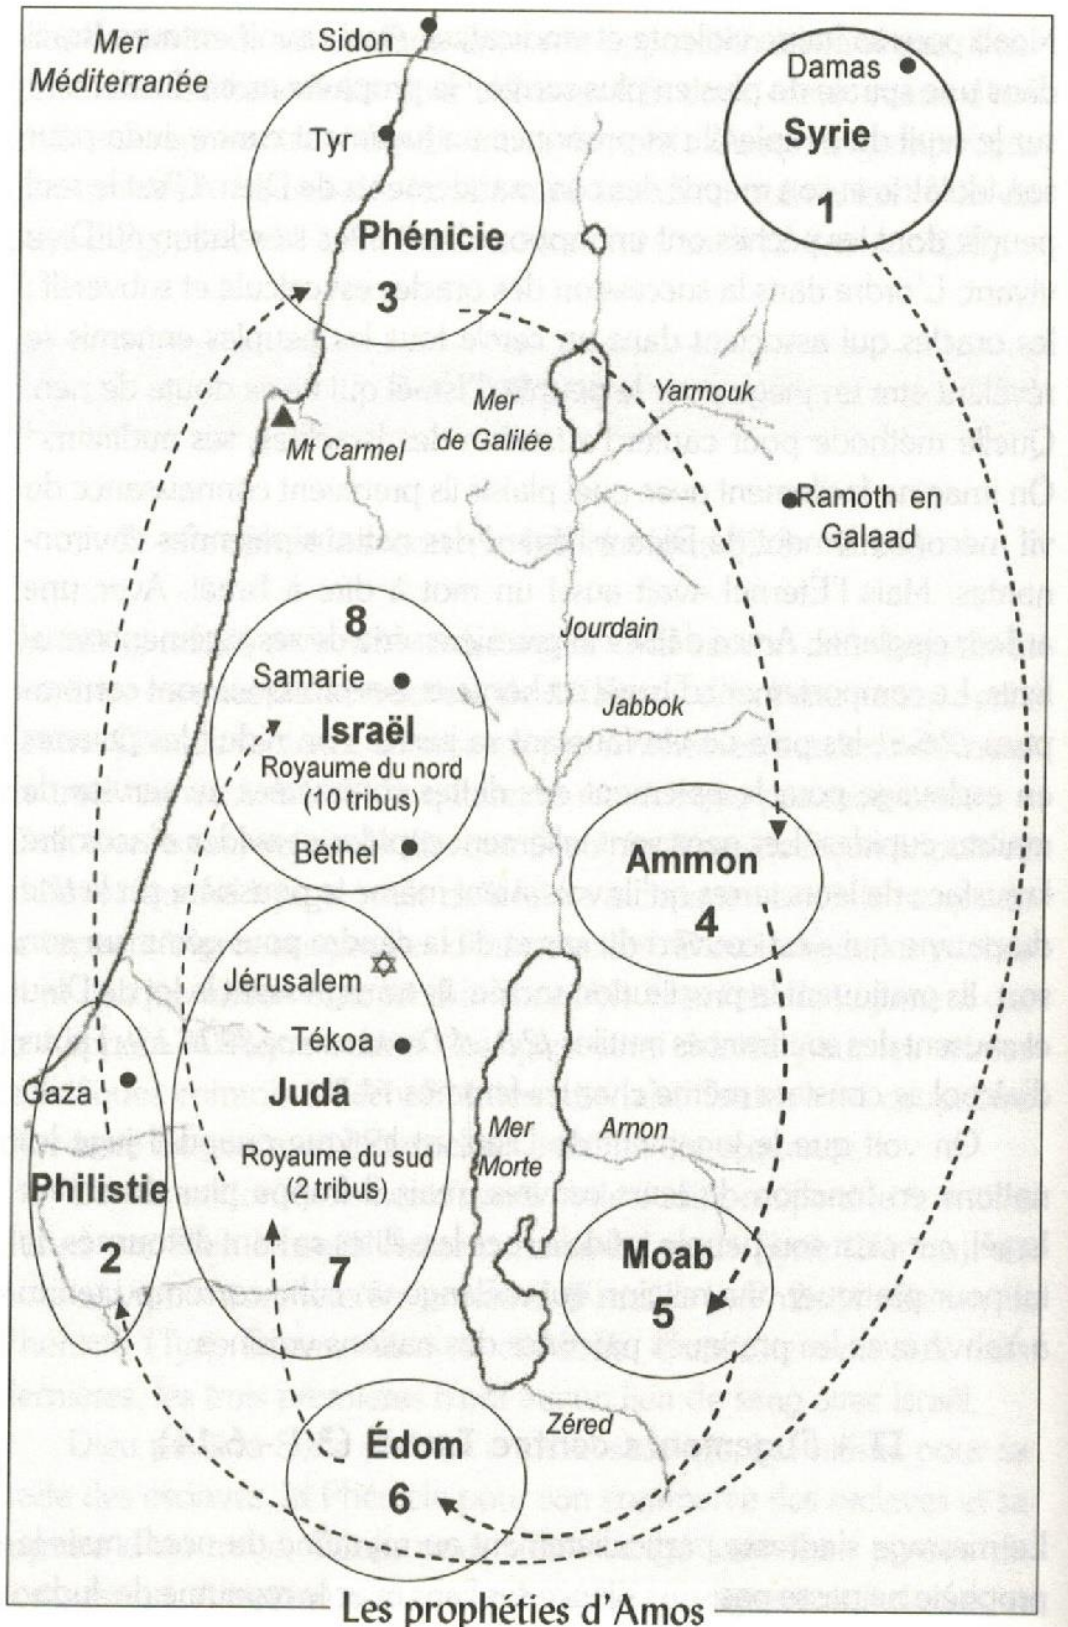 Mer
Méditerranée
Sidon
Damas
Syrie
1
Tyr
Phénicie
3
Mer
de Galilée
Yarmouk
Mt Carmel
Ramoth en
Galaad
8
Jourdain
Samarie
Israël
Jabbok
Royaume du nord
(10 tribus)
Béthel
Ammon
4
Jérusalem
Tékoa
Gaza
Juda
Mer
Morte
Arnon
Royaume du sud
(2 tribus)
Philistie
2
7
Moab
5
Zéred
Édom
6
Les prophéties d'Amos